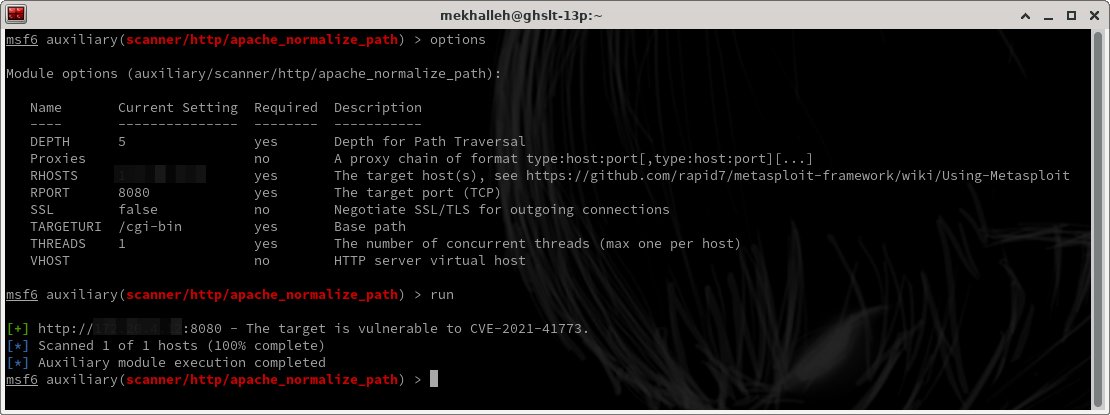 mekhalleh@ghslt-13p:~
msf6 auxiliary(scanner/http/apache_normalize_path) > options
Module options (auxiliary/scanner/http/apache_normalize_path):
Name Current Setting Required Description
---- --------------- -------- -----------
DEPTH 5 yes Depth for Path Traversal
Proxies no A proxy chain of format type:host:port[,type:host:port][...]
RHOSTS yes The target host(s), see https://github.com/rapid7/metasploit-framework/wiki/Using-Metasploit
RPORT 8080 yes The target port (TCP)
SSL false no Negotiate SSL/TLS for outgoing connections
TARGETURI /cgi-bin yes Base path
THREADS 1 yes The number of concurrent threads (max one per host)
VHOST no HTTP server virtual host
msf6 auxiliary(scanner/http/apache_normalize_path) > run
[+] http:// :8080 - The target is vulnerable to CVE-2021-41773.
[*] Scanned 1 of 1 hosts (100% complete)
[*] Auxiliary module execution completed
msf6 auxiliary(scanner/http/apache_normalize_path) >